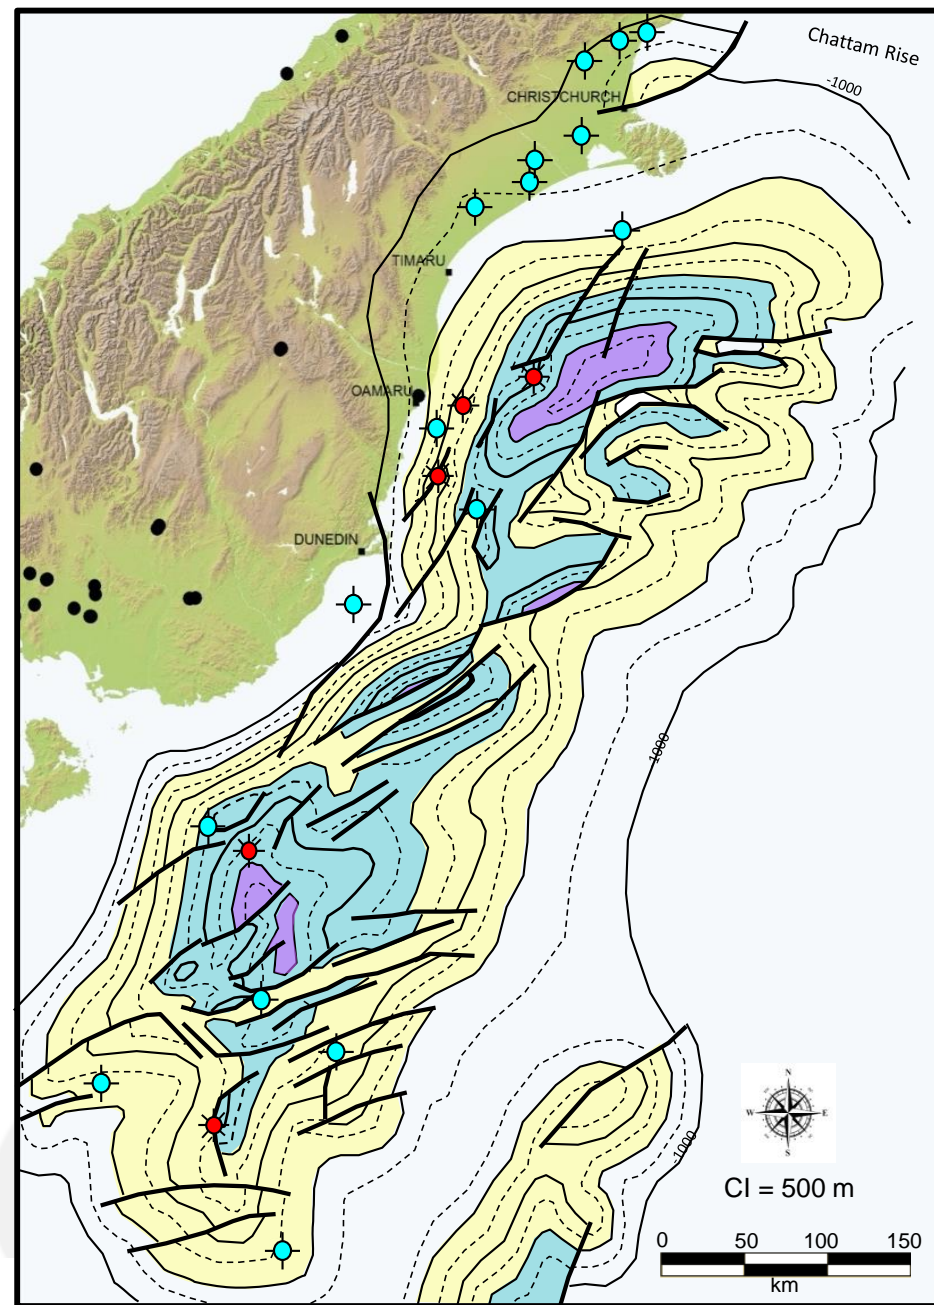 Chattam Rise
-1000
CHRISTCHURCH
TIMARU
OAMARU
DUNEDIN
1000
N
W E
S
-1000
CI = 500 m
0 50 100 150
km